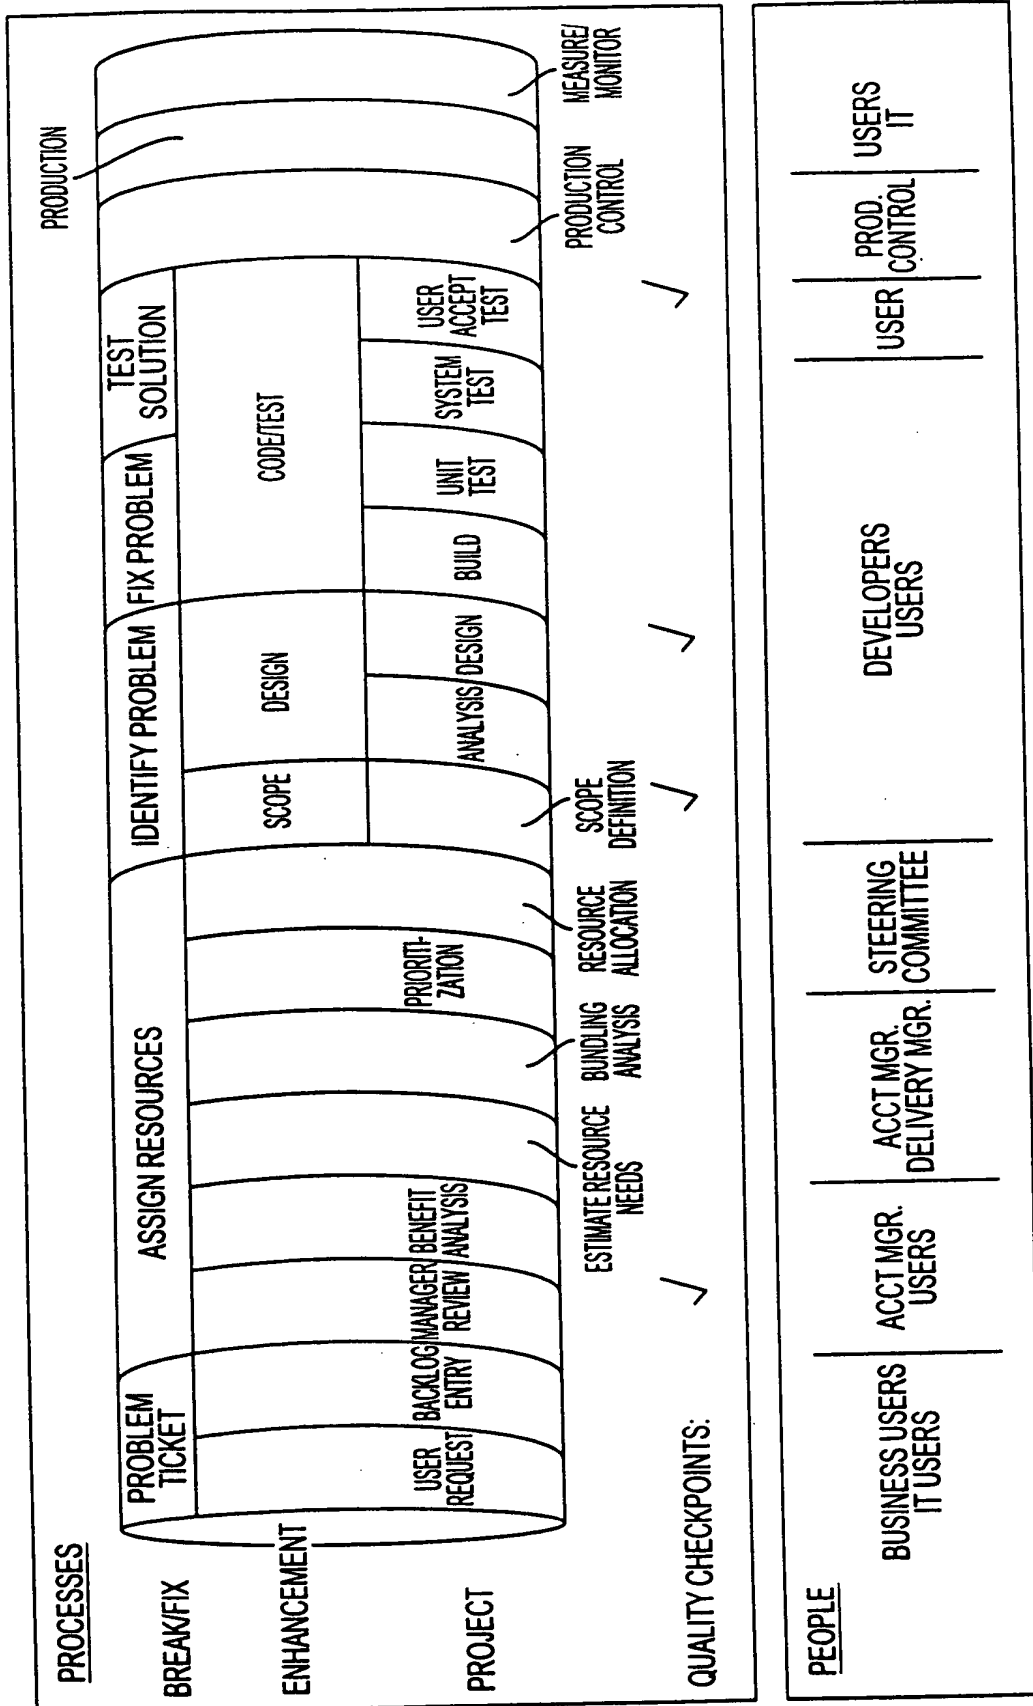 PROCESSES
PRODUCTION
BREAK/FIX
PROBLEM
TICKET
ASSIGN RESOURCES
IDENTIFY PROBLEM
FIX PROBLEM
TEST
SOLUTION
ENHANCEMENT
SCOPE
DESIGN
CODE/TEST
PROJECT
USER
REQUEST
BACKLOG
ENTRY
MANAGER
REVIEW
BENEFIT
ANALYSIS
PRIORITI-
ZATION
ANALYSIS
DESIGN
BUILD
UNIT
TEST
SYSTEM
TEST
USER
ACCEPT
TEST
ESTIMATE RESOURCE
NEEDS
BUNDLING
ANALYSIS
RESOURCE
ALLOCATION
SCOPE
DEFINITION
PRODUCTION
CONTROL
MEASURE/
MONITOR
QUALITY CHECKPOINTS:
PEOPLE
BUSINESS USERS
IT USERS
ACCT MGR.
USERS
ACCT MGR.
DELIVERY MGR.
STEERING
COMMITTEE
DEVELOPERS
USERS
USER
PROD.
CONTROL
USERS
IT